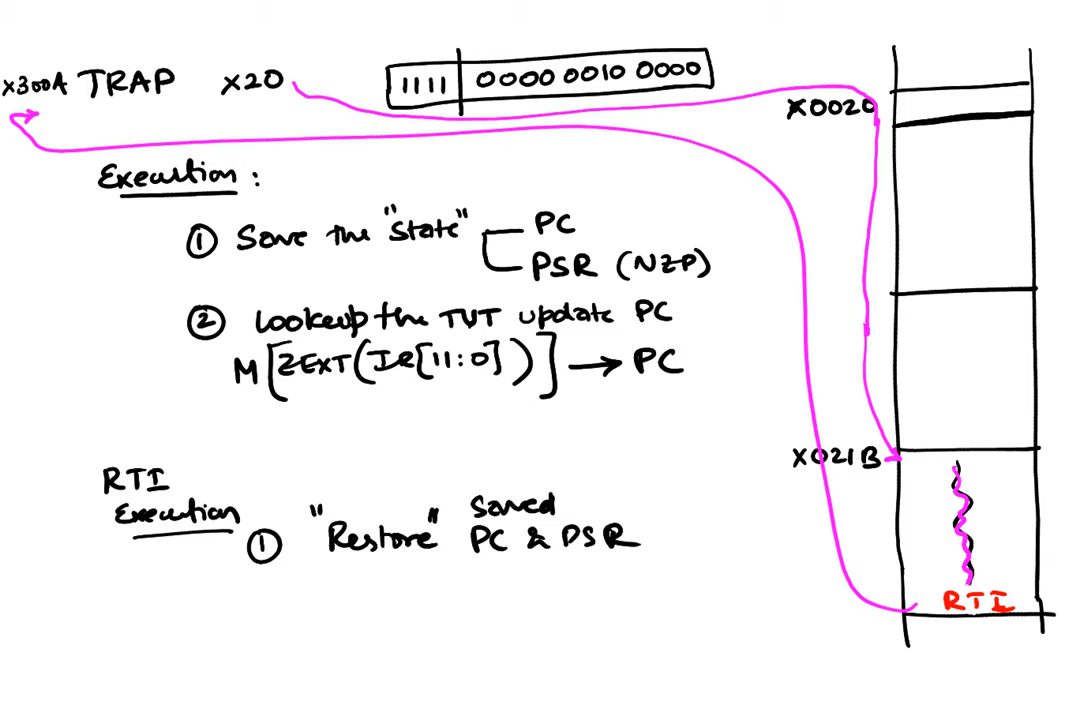 x300A TRAP x20 1111 0000 0010 0000
x0020
Execution:
① Save the "state" PC
PSR (NZP)
② Lookup the TVT update PC
M[ZEXT(IR[11:0])] → PC
x021B
RTI
Execution
① "Restore" Saved
PC & PSR
RTI